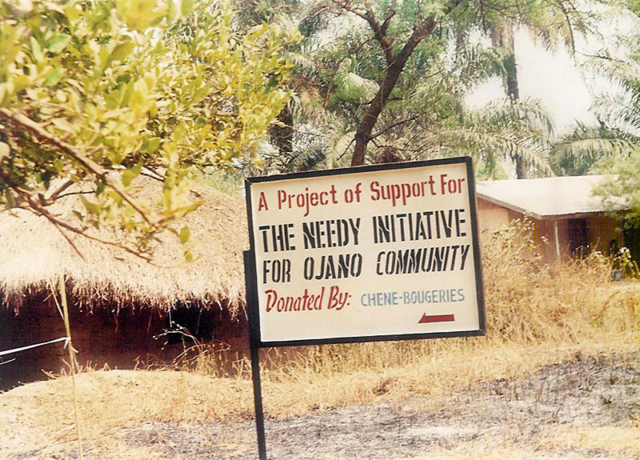 A Project of Support For
THE NEEDY INITIATIVE
FOR OJANO COMMUNITY
Donated By: CHENE-BOUGERIES